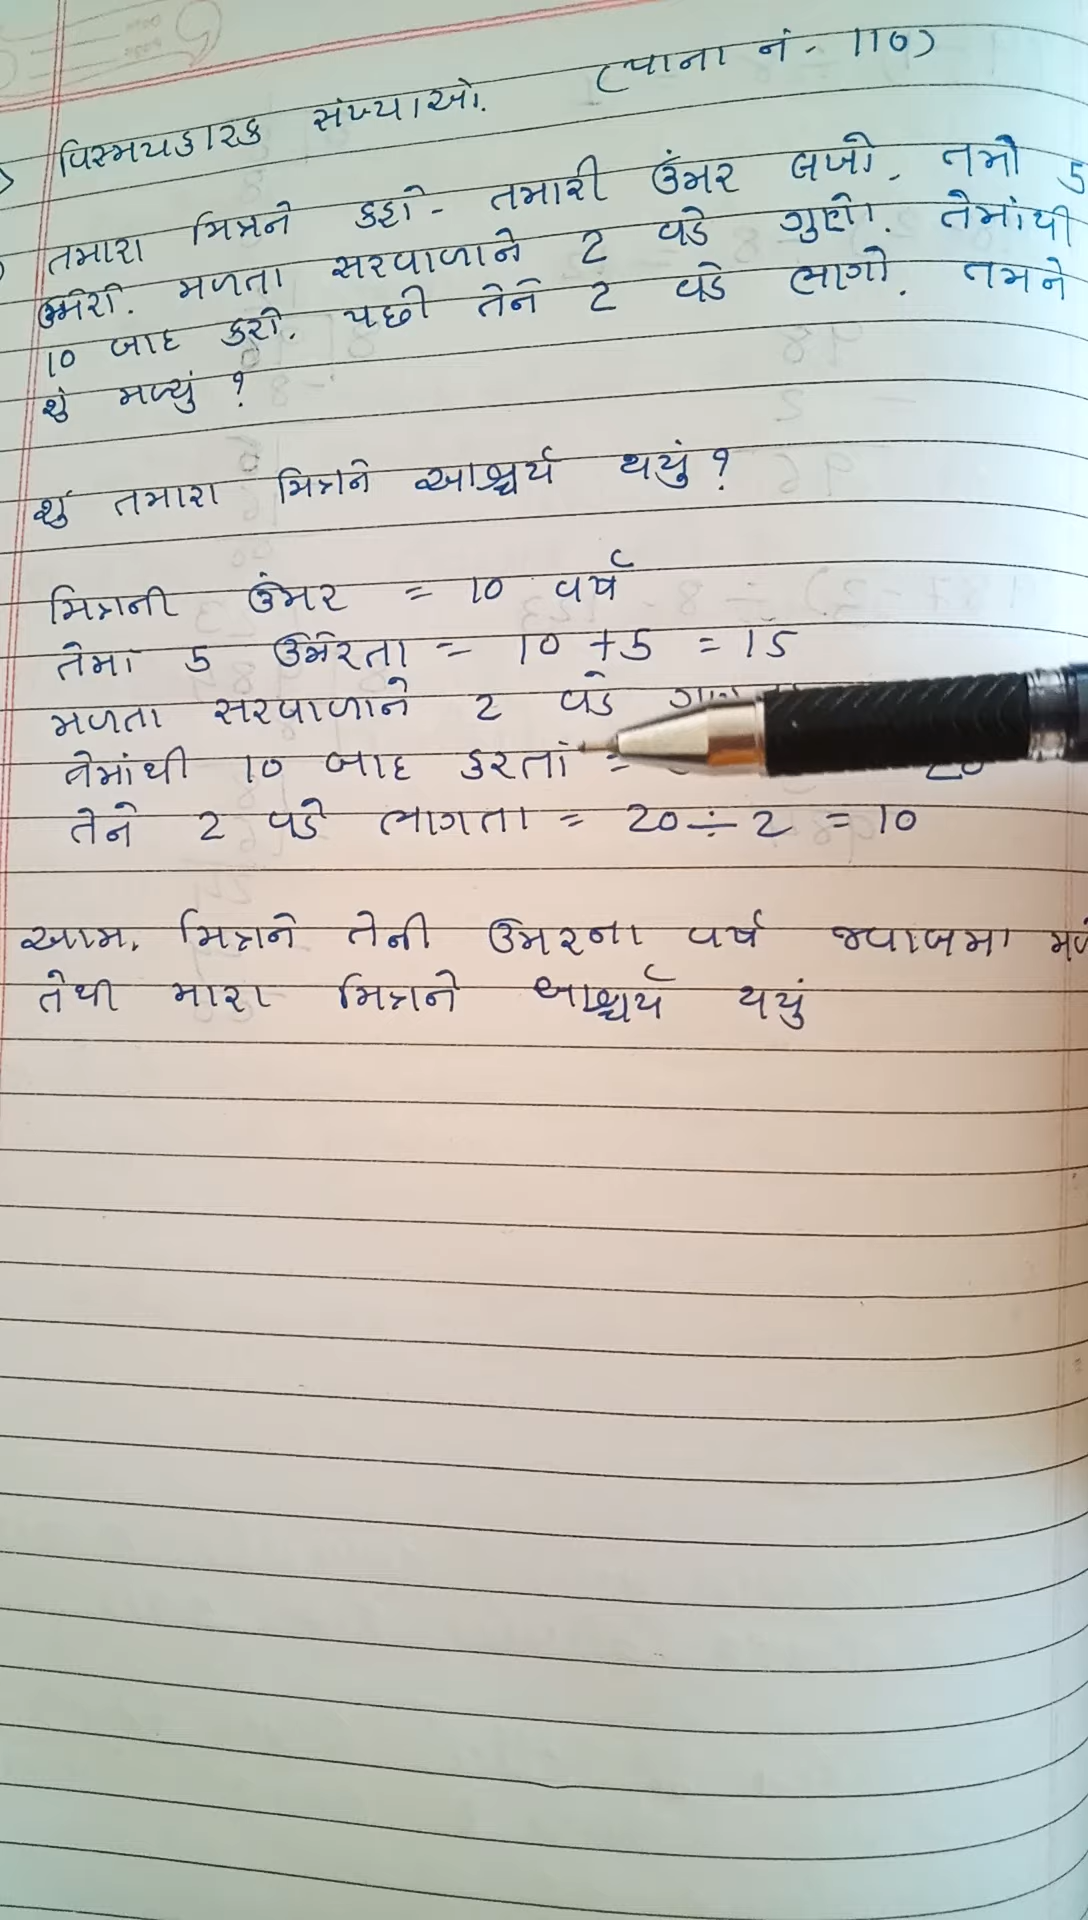 વિસ્મયકારક સંખ્યાઓ. (પાના નં - 110)
તમારા મિત્રને કહો - તમારી ઉંમર લખો. તમાં 5
ઉમેરો. મળતા સરવાળાને 2 વડે ગુણો. તેમાંથી
10 બાદ કરો. પછી તેને 2 વડે ભાગો. તમને
શું મળ્યું ?
શું તમારા મિત્રને આશ્ચર્ય થયું ?
મિત્રની ઉંમર = 10 વર્ષ
તેમાં 5 ઉમેરતા = 10 + 5 = 15
મળતા સરવાળાને 2 વડે
તેમાંથી 10 બાદ કરતાં = 20
તેને 2 વડે ભાગતા = 20 ÷ 2 = 10
આમ, મિત્રને તેની ઉમરના વર્ષ જવાબમા
તેથી મારા મિત્રને આશ્ચર્ય થયું